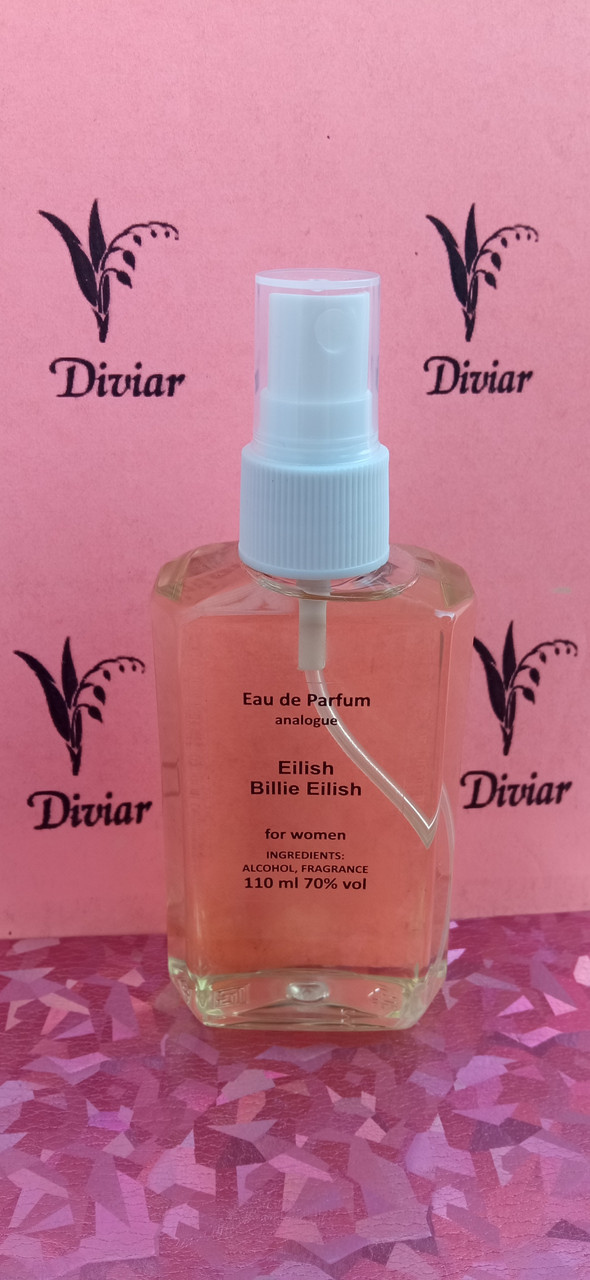 Diviar
Diviar
Eau de Parfum
analogue
Eilish
Billie Eilish
for women
INGREDIENTS:
ALCOHOL, FRAGRANCE
110 ml 70% vol
Diviar
Diviar